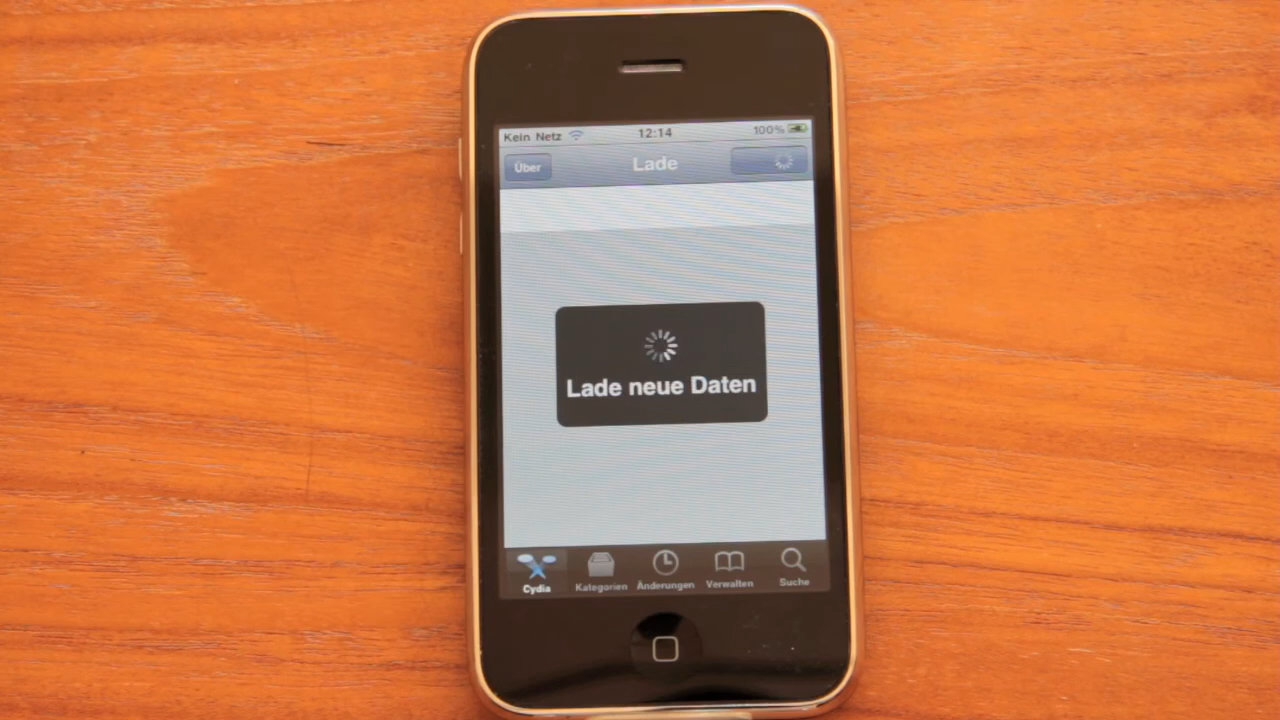 Kein Netz 12:14 100%
Über Lade
Lade neue Daten
Cydia Kategorien Änderungen Verwalten Suche